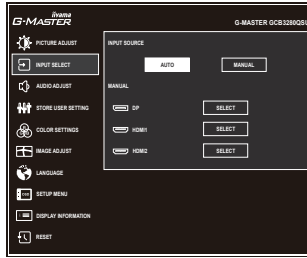 iiyama
G-MASTER
G-MASTER GCB3280QSU
PICTURE ADJUST
INPUT SELECT
AUDIO ADJUST
STORE USER SETTING
COLOR SETTINGS
IMAGE ADJUST
LANGUAGE
OSD
SETUP MENU
DISPLAY INFORMATION
RESET
INPUT SOURCE
AUTO
MANUAL
MANUAL
DP
SELECT
HDMI1
SELECT
HDMI2
SELECT